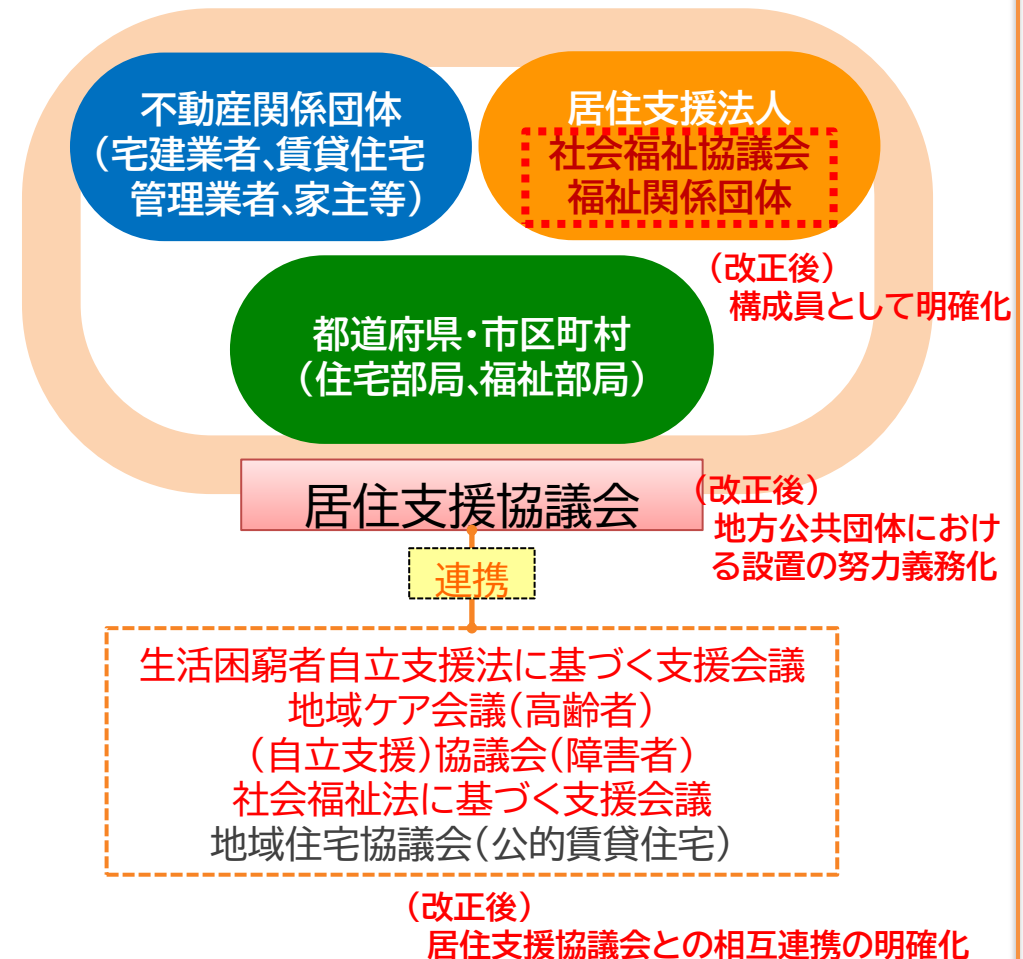 不動産関係団体
(宅建業者、賃貸住宅
管理業者、家主等)
居住支援法人
社会福祉協議会
福祉関係団体
(改正後)
構成員として明確化
都道府県・市区町村
(住宅部局、福祉部局)
居住支援協議会
(改正後)
地方公共団体におけ
る設置の努力義務化
連携
生活困窮者自立支援法に基づく支援会議
地域ケア会議(高齢者)
(自立支援)協議会(障害者)
社会福祉法に基づく支援会議
地域住宅協議会(公的賃貸住宅)
(改正後)
居住支援協議会との相互連携の明確化